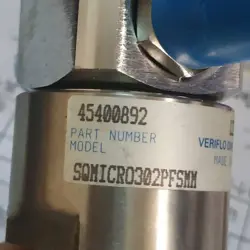 45400892
PART NUMBER
MODEL
SQMICRO302PFSMM
VERIFLO
MADE